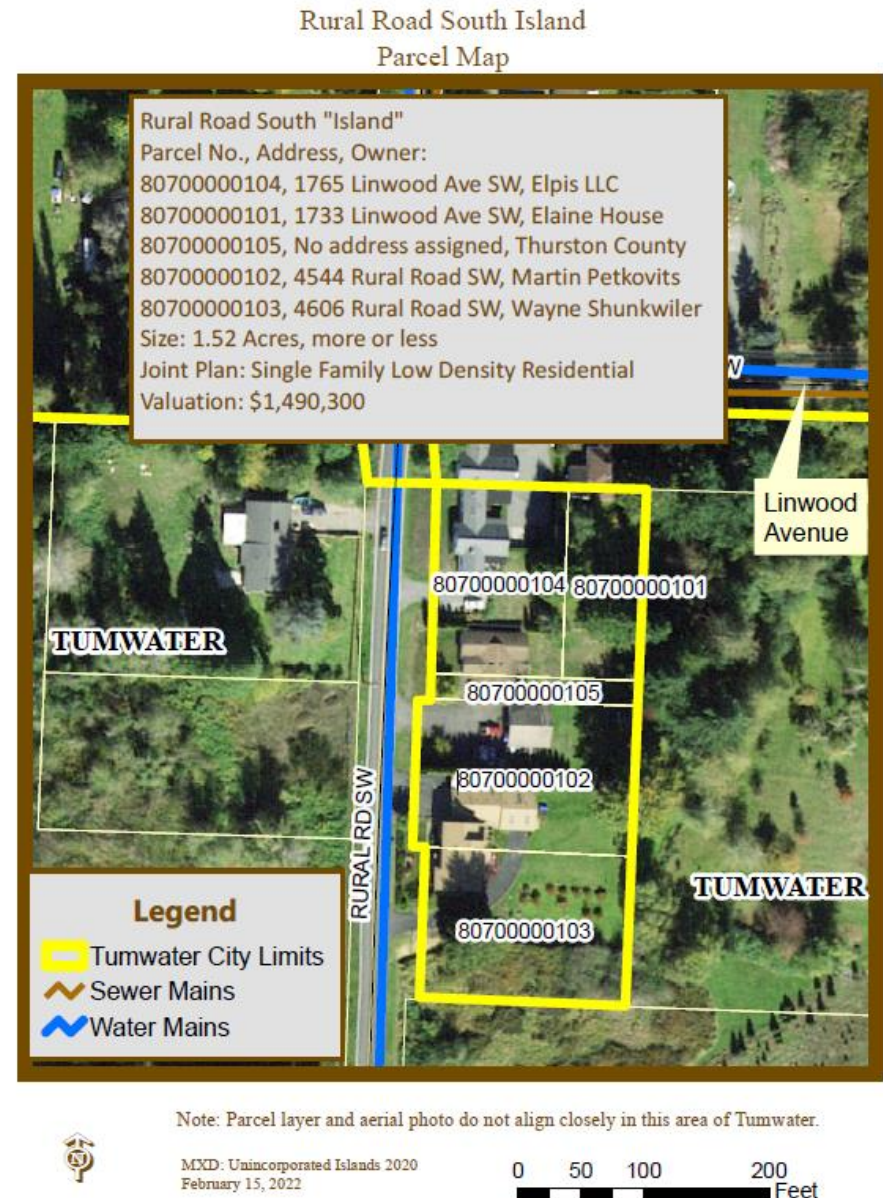 Rural Road South Island
Parcel Map
Rural Road South "Island"
Parcel No., Address, Owner:
80700000104, 1765 Linwood Ave SW, Elpis LLC
80700000101, 1733 Linwood Ave SW, Elaine House
80700000105, No address assigned, Thurston County
80700000102, 4544 Rural Road SW, Martin Petkovits
80700000103, 4606 Rural Road SW, Wayne Shunkwiler
Size: 1.52 Acres, more or less
Joint Plan: Single Family Low Density Residential
Valuation: $1,490,300
W
Linwood
Avenue
80700000104
80700000101
TUMWATER
80700000105
80700000102
RURAL RD SW
TUMWATER
80700000103
Legend
Tumwater City Limits
Sewer Mains
Water Mains
Note: Parcel layer and aerial photo do not align closely in this area of Tumwater.
N
MXD: Unincorporated Islands 2020
February 15, 2022
0 50 100 200
Feet